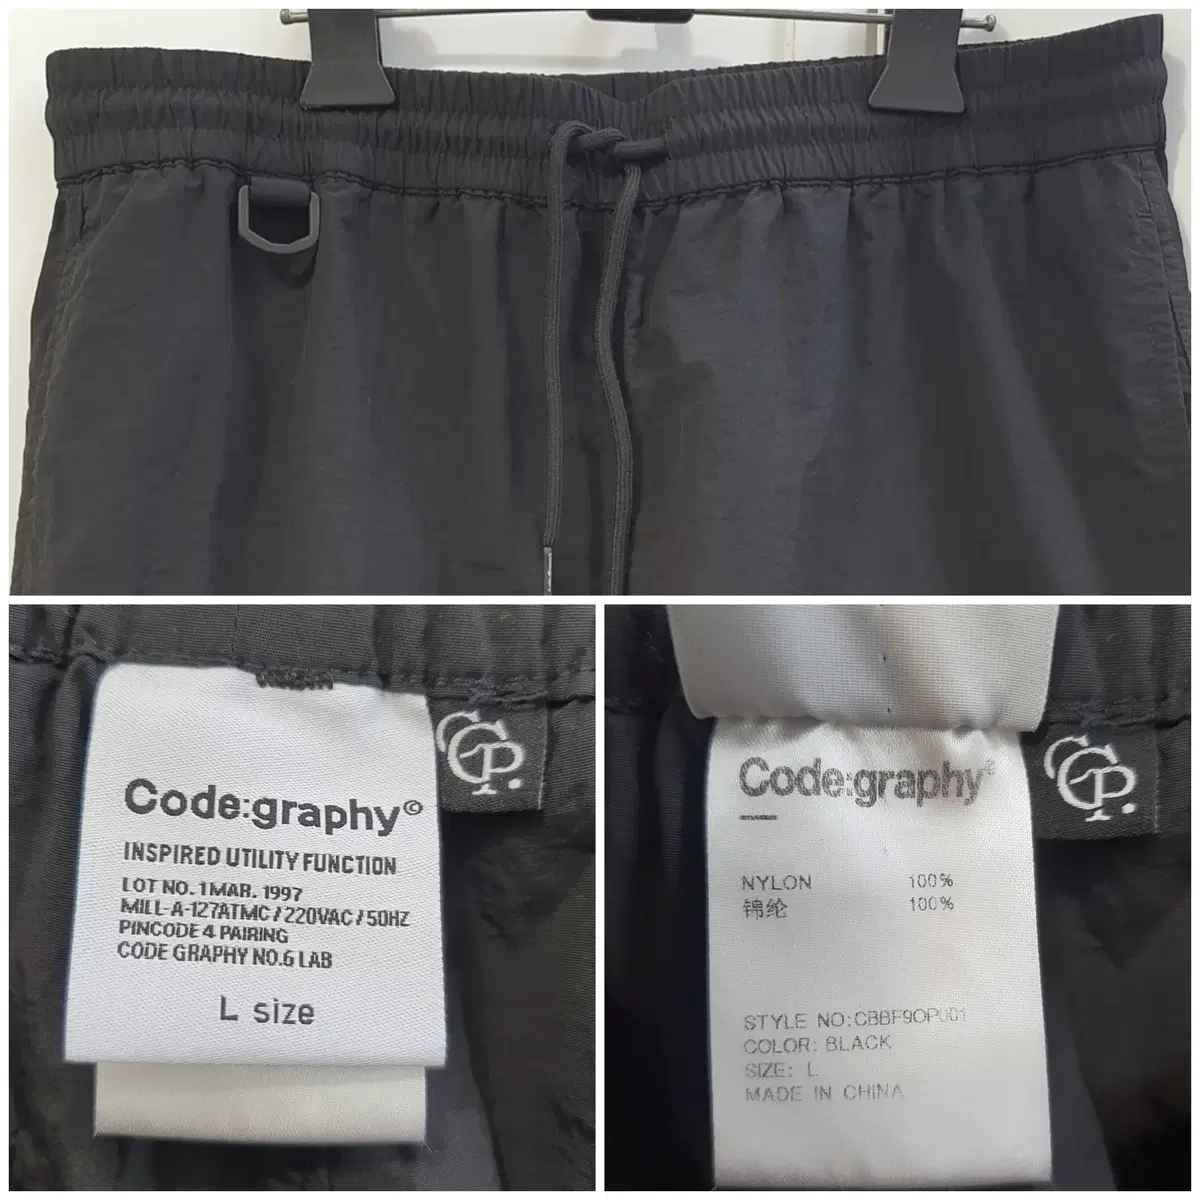 Code:graphy©
INSPIRED UTILITY FUNCTION
LOT NO. 1 MAR. 1997
MILL-A-127ATMC / 220VAC / 50HZ
PINCODE 4 PAIRING
CODE GRAPHY NO.6 LAB
L size
CGP.
Code:graphy©
NYLON 100%
锦纶 100%
STYLE NO:CBBF9OP001
COLOR: BLACK
SIZE: L
MADE IN CHINA
CGP.